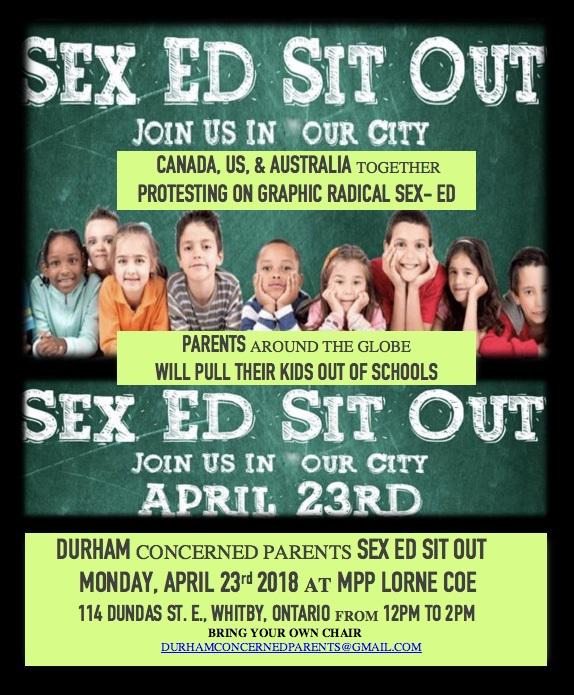 SEX ED SIT OUT
JOIN US IN OUR CITY
CANADA, US, & AUSTRALIA TOGETHER
PROTESTING ON GRAPHIC RADICAL SEX- ED
PARENTS AROUND THE GLOBE
WILL PULL THEIR KIDS OUT OF SCHOOLS
SEX ED SIT OUT
JOIN US IN OUR CITY
APRIL 23RD
DURHAM CONCERNED PARENTS SEX ED SIT OUT
MONDAY, APRIL 23rd 2018 AT MPP LORNE COE
114 DUNDAS ST. E., WHITBY, ONTARIO FROM 12PM TO 2PM
BRING YOUR OWN CHAIR
DURHAMCONCERNEDPARENTS@GMAIL.COM